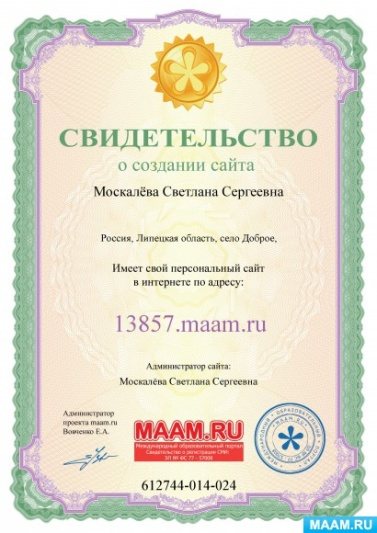 СВИДЕТЕЛЬСТВО
о создании сайта
Москалёва Светлана Сергеевна
Россия, Липецкая область, село Доброе,
Имеет свой персональный сайт
в интернете по адресу:
13857.maam.ru
Администратор сайта:
Москалёва Светлана Сергеевна
Администратор
проекта maam.ru
Вовченко Е.А.
MAAM.RU
Международный образовательный портал
Свидетельство о регистрации СМИ
ЭЛ № ФС 77 - 57008
612744-014-024
MAAM.RU